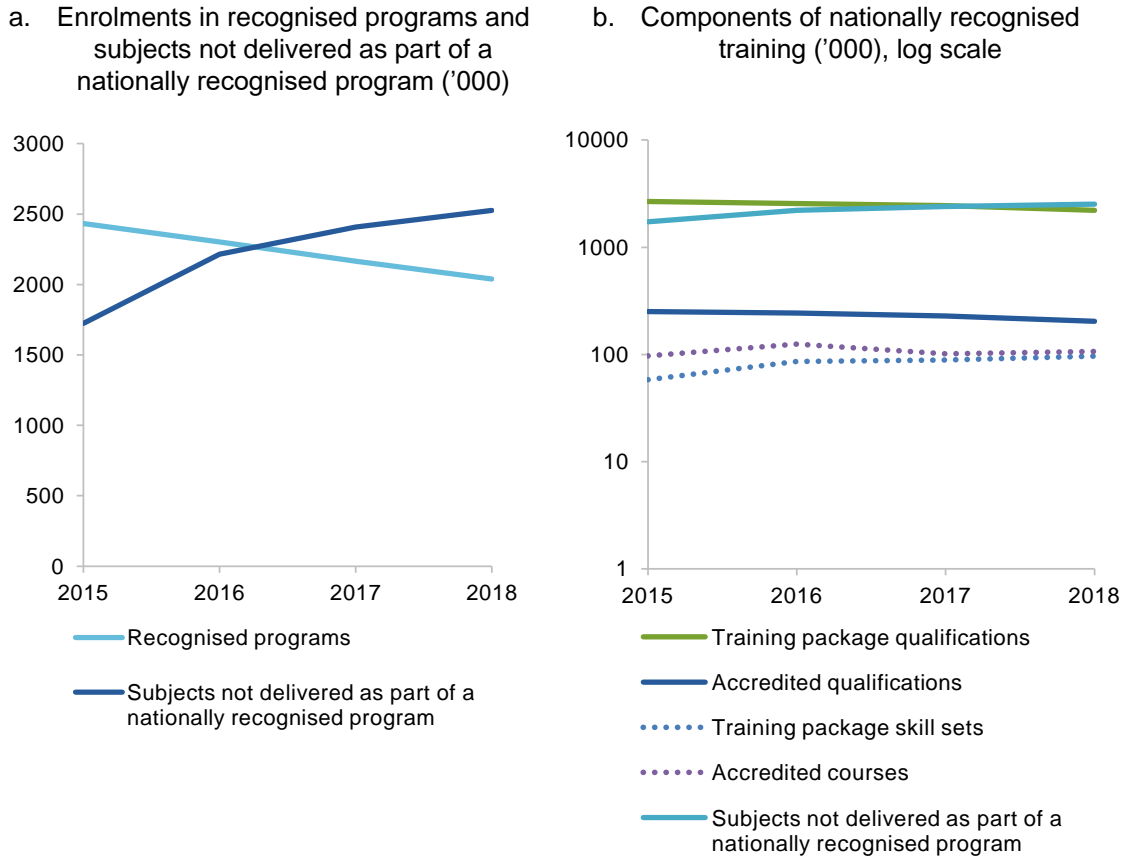 a. Enrolments in recognised programs and
subjects not delivered as part of a
nationally recognised program ('000)
3000
2500
2000
1500
1000
500
0
2015 2016 2017 2018
Recognised programs
Subjects not delivered as part of a
nationally recognised program
b. Components of nationally recognised
training ('000), log scale
10000
1000
100
10
1
2015 2016 2017 2018
Training package qualifications
Accredited qualifications
Training package skill sets
Accredited courses
Subjects not delivered as part of a
nationally recognised program